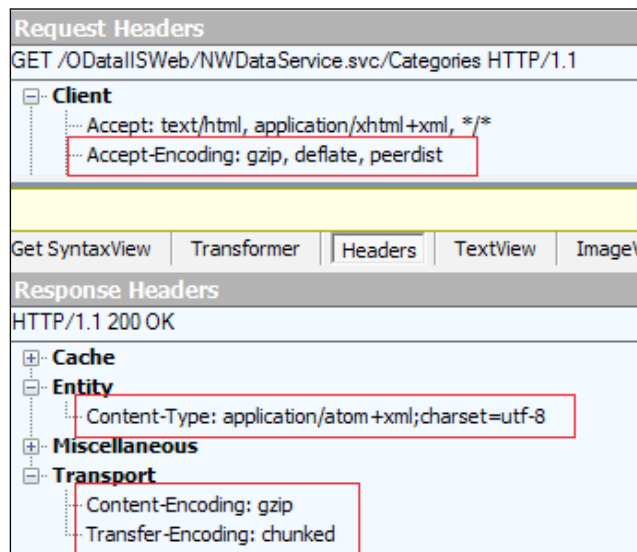 Request Headers
GET /ODataIISWeb/NWDataService.svc/Categories HTTP/1.1
Client
Accept: text/html, application/xhtml+xml, */*
Accept-Encoding: gzip, deflate, peerdist
Get SyntaxView Transformer Headers TextView ImageV
Response Headers
HTTP/1.1 200 OK
Cache
Entity
Content-Type: application/atom+xml;charset=utf-8
Miscellaneous
Transport
Content-Encoding: gzip
Transfer-Encoding: chunked